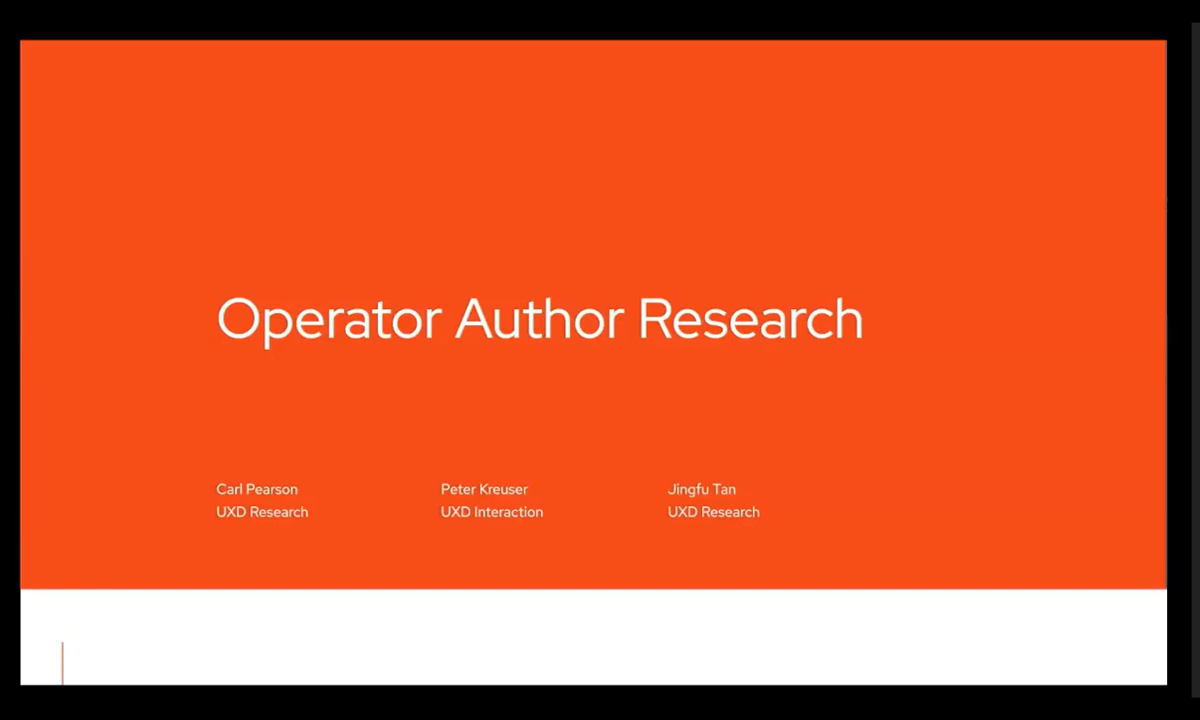 Operator Author Research
Carl Pearson
UXD Research
Peter Kreuser
UXD Interaction
Jingfu Tan
UXD Research